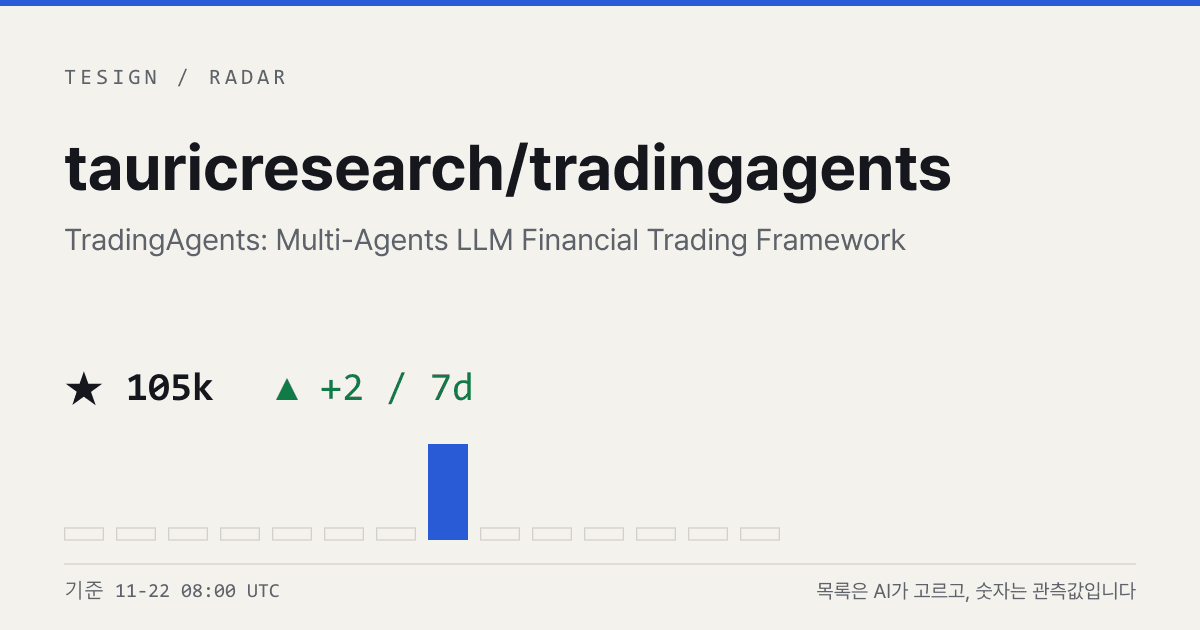 TESIGN / RADAR
tauricresearch/tradingagents
TradingAgents: Multi-Agents LLM Financial Trading Framework
★ 105k ▲ +2 / 7d
기준 11-22 08:00 UTC
목록은 AI가 고르고, 숫자는 관측값입니다